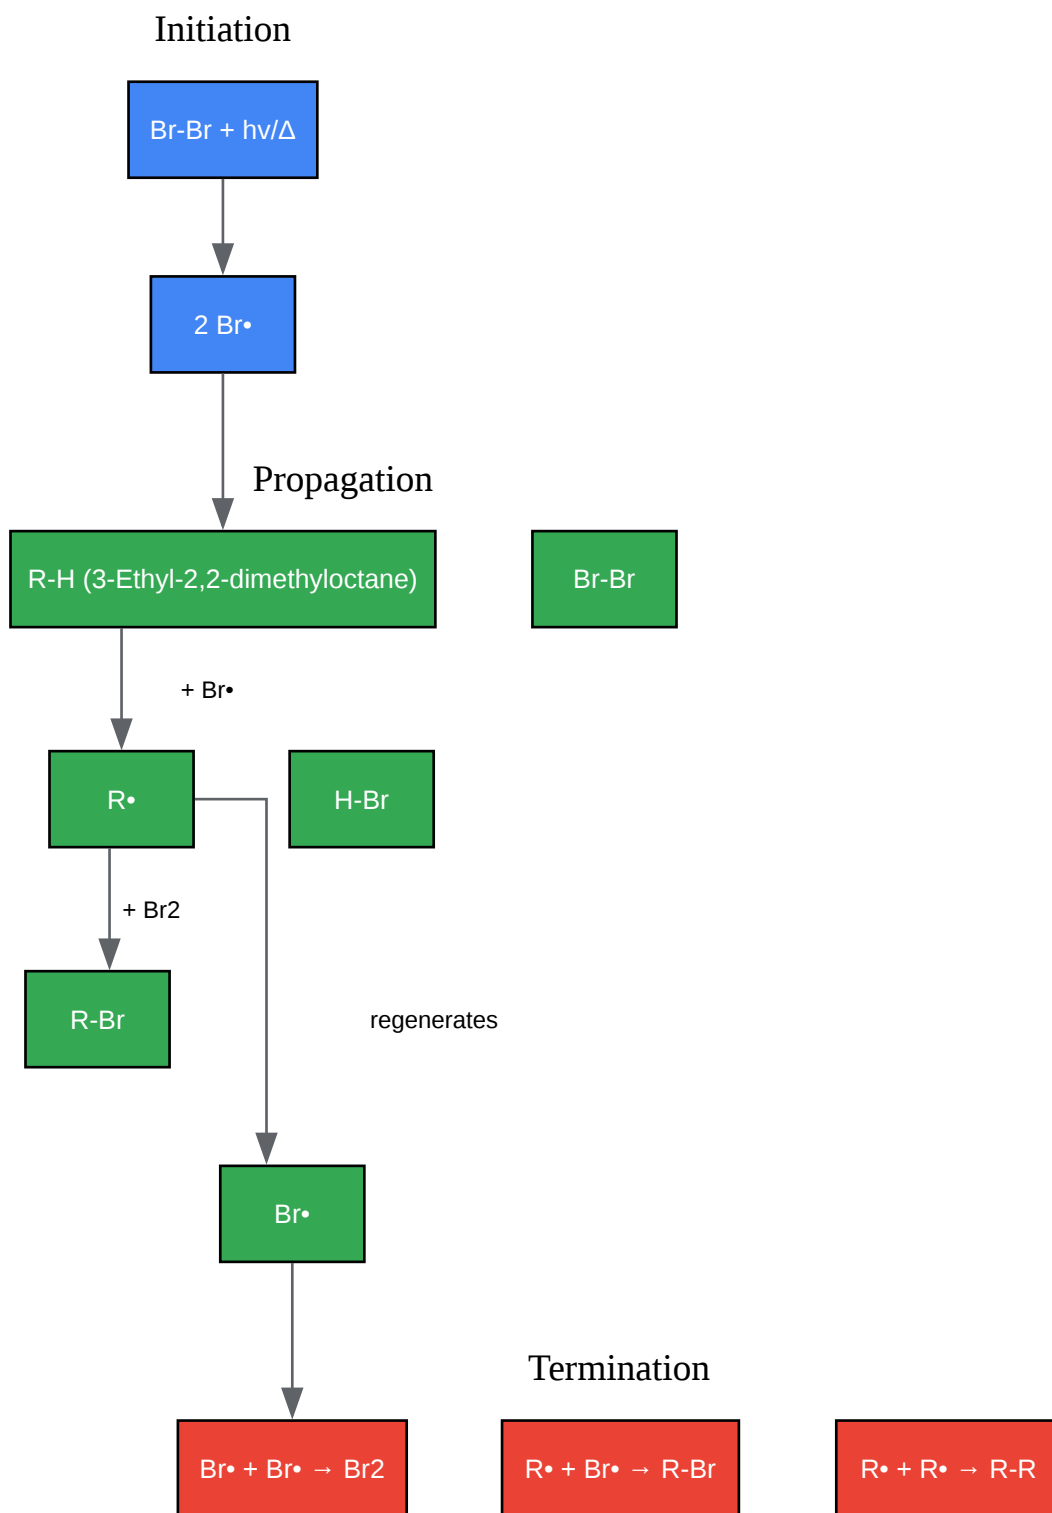 Initiation
Br-Br + hv/Δ
2 Br•
Propagation
R-H (3-Ethyl-2,2-dimethyloctane)
Br-Br
+ Br•
R•
H-Br
+ Br2
R-Br
regenerates
Br•
Termination
Br• + Br• → Br2
R• + Br• → R-Br
R• + R• → R-R